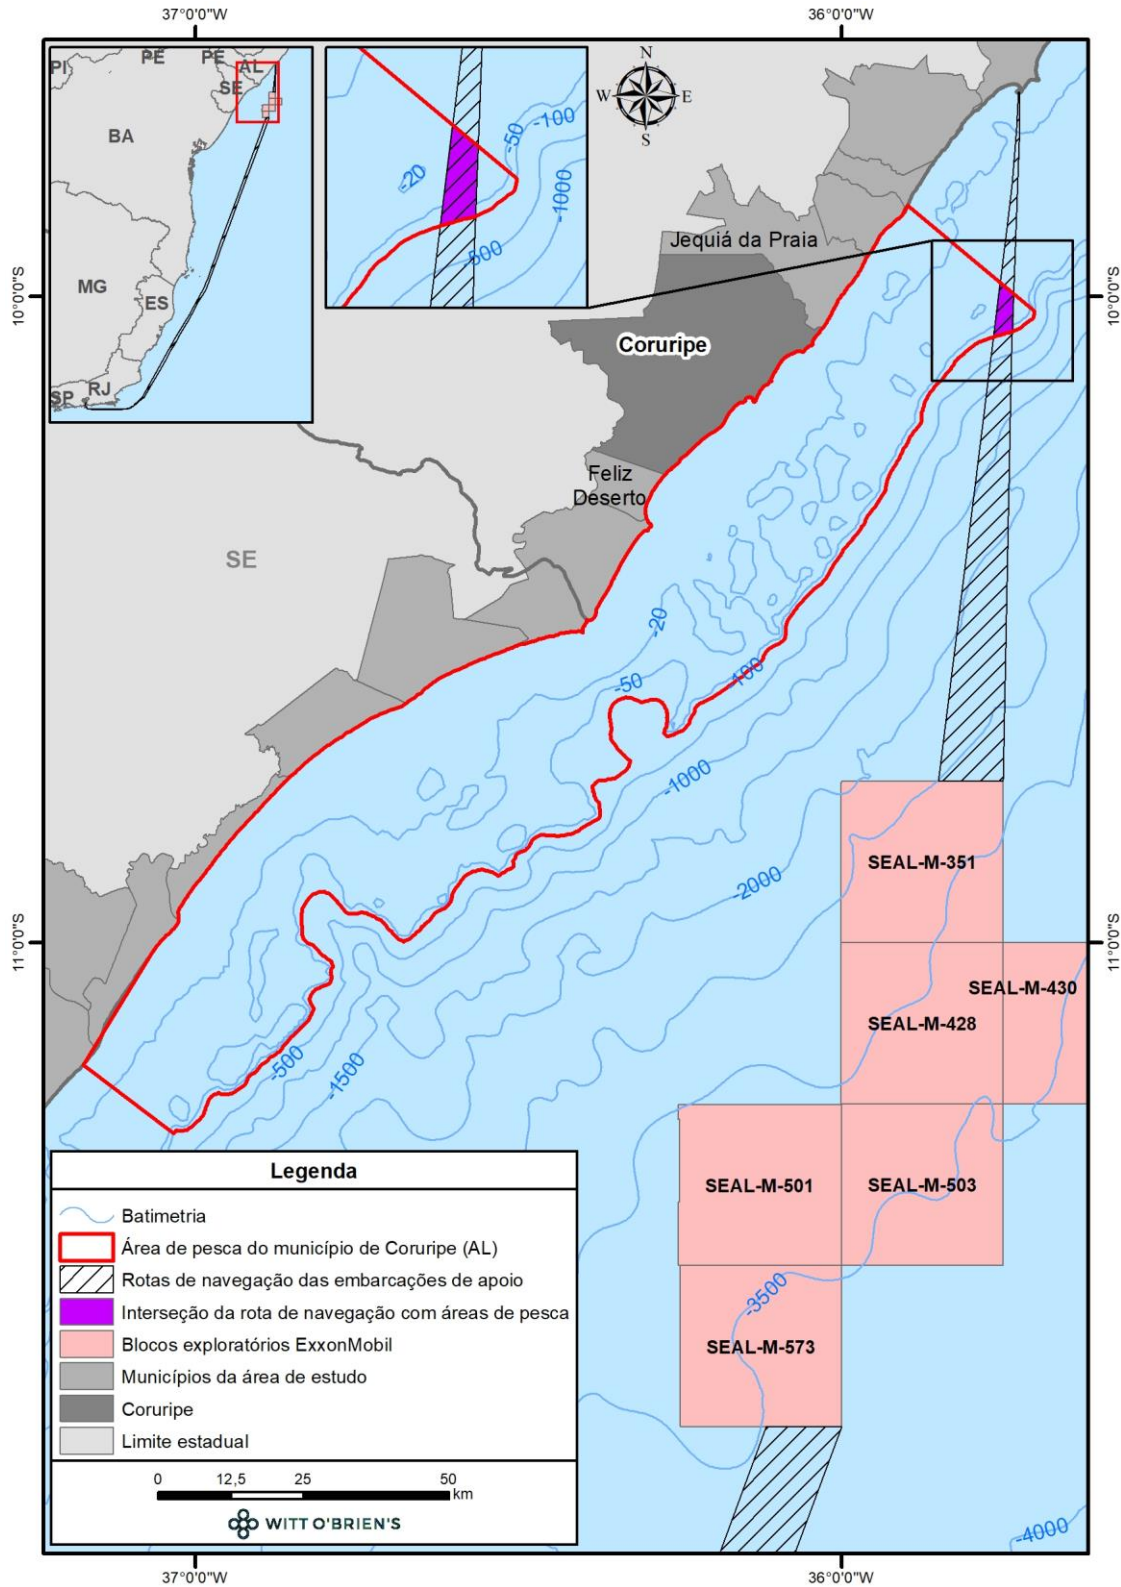 37°0'0"W
36°0'0"W
PI
PE
PE
AL
SE
BA
MG
ES
RJ
SP
-20
-50
-100
-1000
-500
N
W
E
S
10°0'0"S
10°0'0"S
Jequiá da Praia
Coruripe
Feliz
Deserto
SE
-20
-50
-100
-1000
-2000
SEAL-M-351
11°0'0"S
11°0'0"S
SEAL-M-430
SEAL-M-428
-500
-1500
SEAL-M-501
SEAL-M-503
-3500
SEAL-M-573
-4000
Legenda
Batimetria
Área de pesca do município de Coruripe (AL)
Rotas de navegação das embarcações de apoio
Interseção da rota de navegação com áreas de pesca
Blocos exploratórios ExxonMobil
Municípios da área de estudo
Coruripe
Limite estadual
0 12,5 25 50
km
WITT O'BRIEN'S
37°0'0"W
36°0'0"W